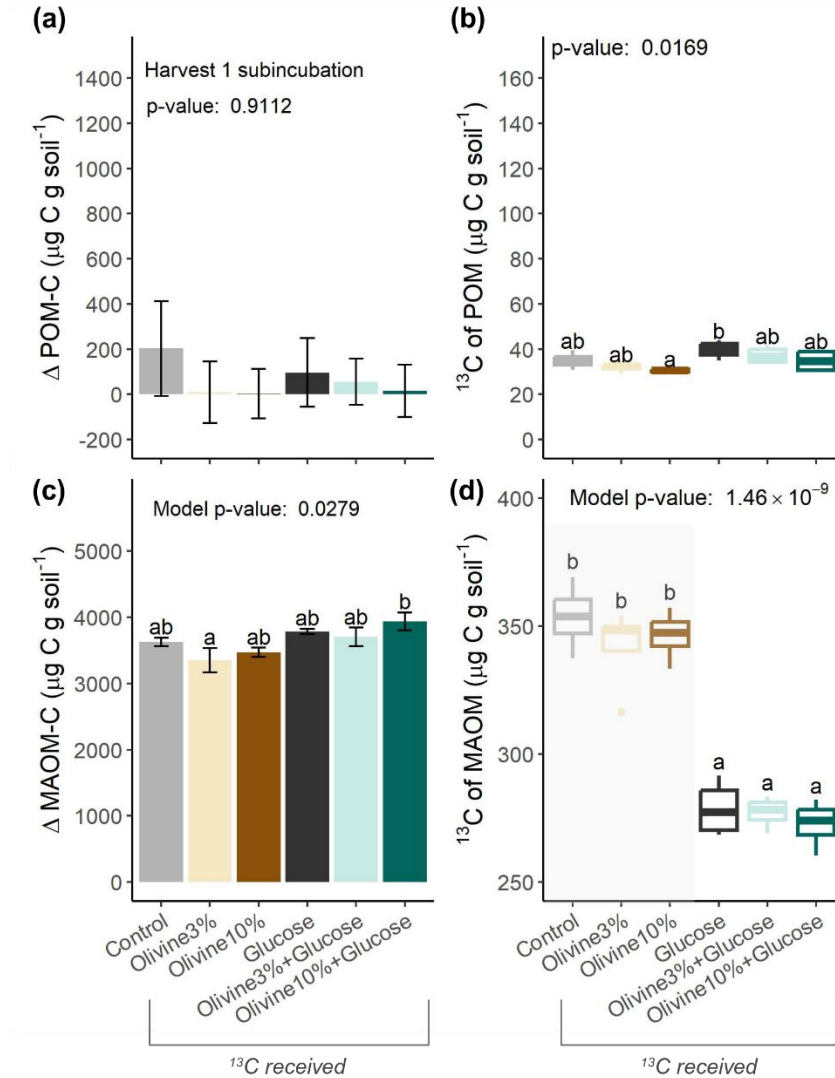 (a)
Harvest 1 subincubation
p-value: 0.9112
Δ POM-C (µg C g soil⁻¹)
1400
1200
1000
800
600
400
200
0
-200
(b)
p-value: 0.0169
¹³C of POM (µg C g soil⁻¹)
160
140
120
100
80
60
40
20
0
ab ab a b ab ab
(c)
Model p-value: 0.0279
Δ MAOM-C (µg C g soil⁻¹)
5000
4000
3000
2000
1000
0
ab a ab ab ab b
Control
Olivine3%
Olivine10%
Glucose
Olivine3%+Glucose
Olivine10%+Glucose
¹³C received
(d)
Model p-value: 1.46 × 10⁻⁹
¹³C of MAOM (µg C g soil⁻¹)
400
350
300
250
b b b a a a
Control
Olivine3%
Olivine10%
Glucose
Olivine3%+Glucose
Olivine10%+Glucose
¹³C received